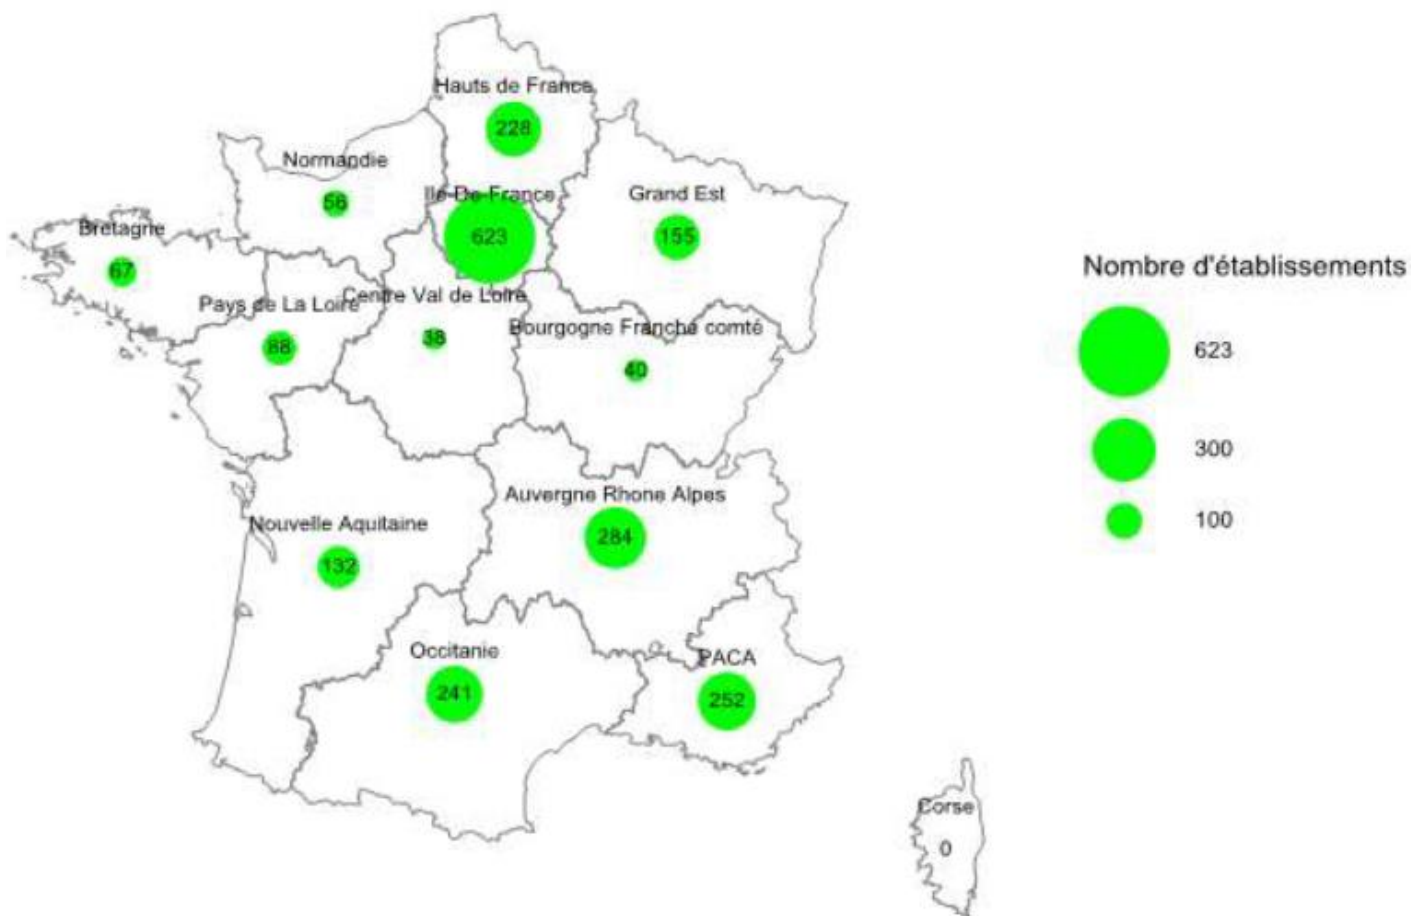 Hauts de France
228
Normandie
56
Ile De France
623
Grand Est
155
Bretagne
67
Pays de La Loire
88
Centre Val de Loire
38
Bourgogne Franche comté
40
Auvergne Rhone Alpes
284
Nouvelle Aquitaine
132
Occitanie
241
PACA
252
Corse
0
Nombre d'établissements
623
300
100